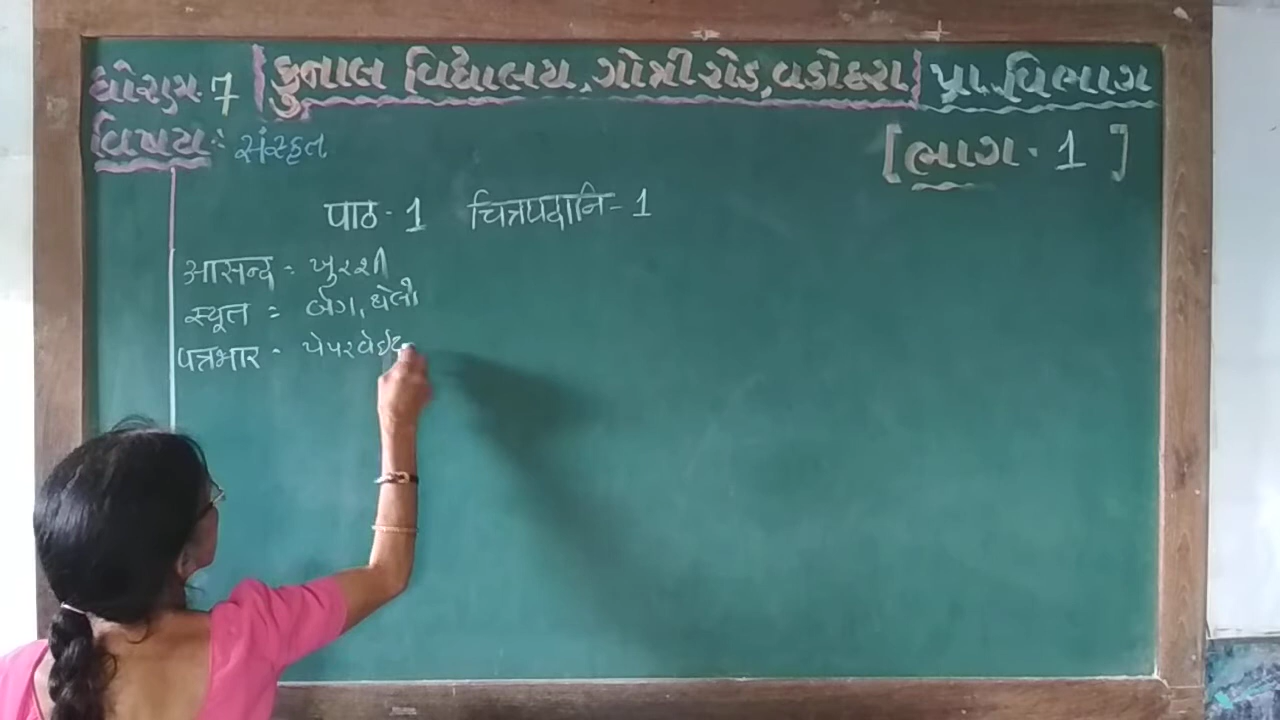 ધોરણ. 7 કુનાલ વિદ્યાલય, ગોત્રી રોડ, વડોદરા પ્રા. વિભાગ
વિષય : સંસ્કૃત
[ ભાગ - 1 ]
पाठ - 1 चित्रपदानि - 1
आसन्द = ખુરશી
स्यूत = બેગ, થેલી
पत्रभार - પેપરવેઈટ